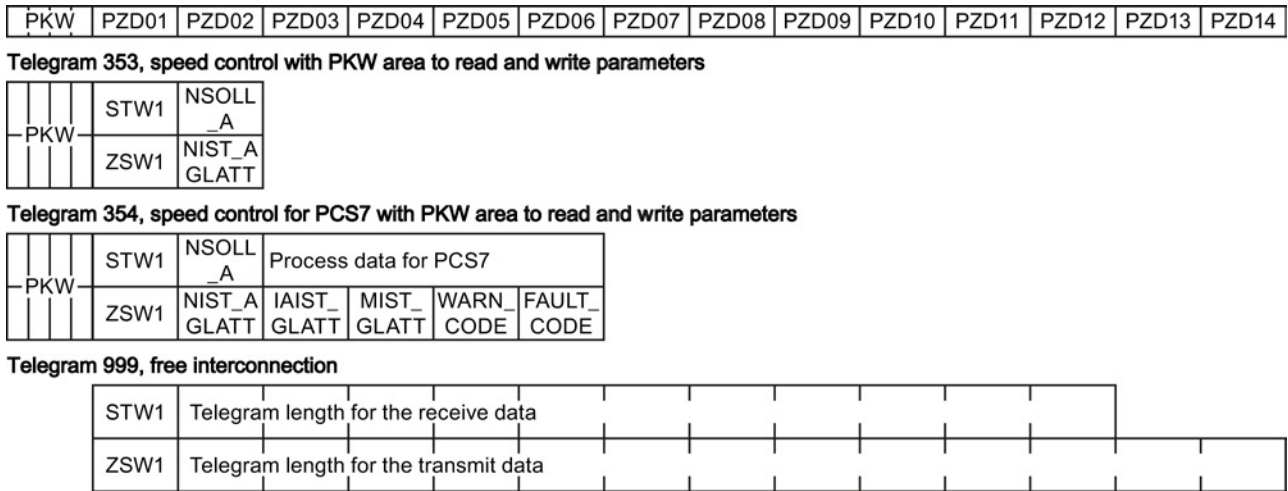 PKW PZD01 PZD02 PZD03 PZD04 PZD05 PZD06 PZD07 PZD08 PZD09 PZD10 PZD11 PZD12 PZD13 PZD14
Telegram 353, speed control with PKW area to read and write parameters
PKW
STW1
NSOLL
_A
ZSW1
NIST_A
GLATT
Telegram 354, speed control for PCS7 with PKW area to read and write parameters
PKW
STW1
NSOLL
_A
Process data for PCS7
ZSW1
NIST_A
GLATT
IAIST_
GLATT
MIST_
GLATT
WARN_
CODE
FAULT_
CODE
Telegram 999, free interconnection
STW1 Telegram length for the receive data
ZSW1 Telegram length for the transmit data